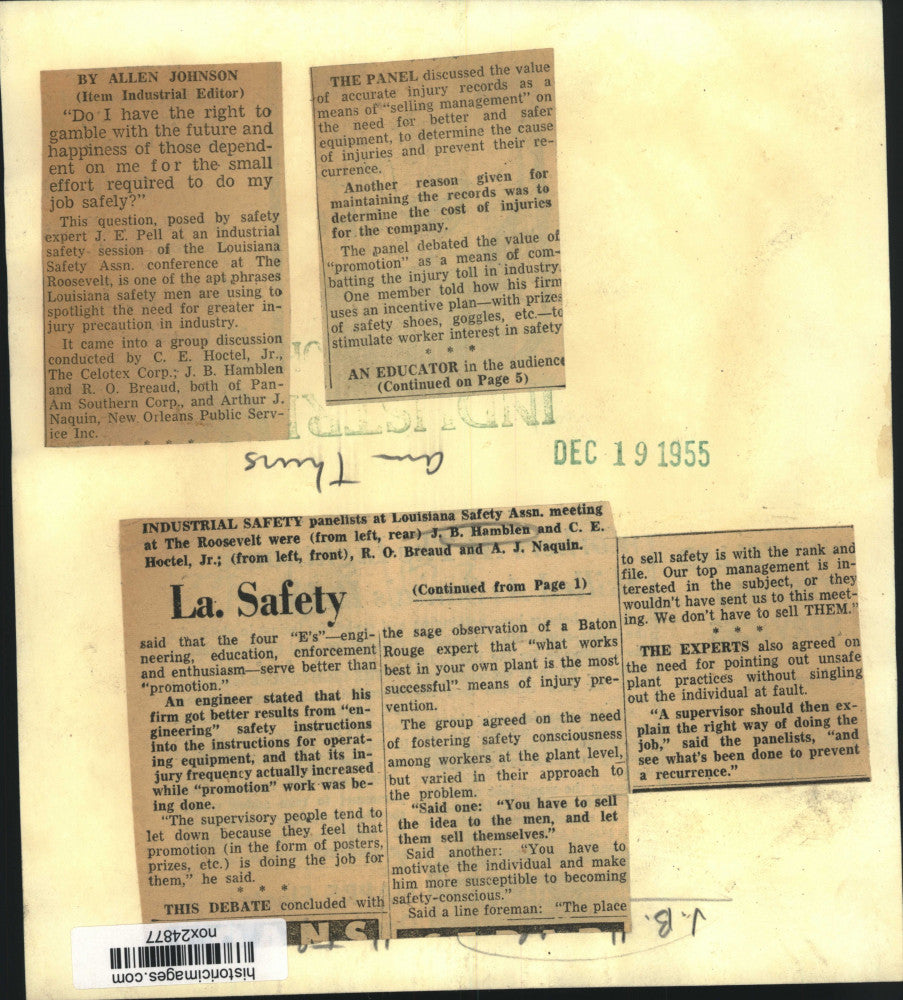 BY ALLEN JOHNSON
(Item Industrial Editor)
"Do I have the right to
gamble with the future and
happiness of those depend-
ent on me for the small
effort required to do my
job safely?"
This question, posed by safety
expert J. E. Pell at an industrial
safety session of the Louisiana
Safety Assn. conference at The
Roosevelt, is one of the apt phrases
Louisiana safety men are using to
spotlight the need for greater in-
jury precaution in industry.
It came into a group discussion
conducted by C. E. Hoctel, Jr.,
The Celotex Corp.; J. B. Hamblen
and R. O. Breaud, both of Pan-
Am Southern Corp., and Arthur J.
Naquin, New Orleans Public Serv-
ice Inc.
* * *
THE PANEL discussed the value
of accurate injury records as a
means of "selling management" on
the need for better and safer
equipment, to determine the cause
of injuries and prevent their re-
currence.
Another reason given for
maintaining the records was to
determine the cost of injuries
for the company.
The panel debated the value of
"promotion" as a means of com-
batting the injury toll in industry.
One member told how his firm
uses an incentive plan—with prizes
of safety shoes, goggles, etc.—to
stimulate worker interest in safety
* * *
AN EDUCATOR in the audience
(Continued on Page 5)
am Thurs
DEC 19 1955
INDUSTRIAL SAFETY panelists at Louisiana Safety Assn. meeting
at The Roosevelt were (from left, rear) J. B. Hamblen and C. E.
Hoctel, Jr.; (from left, front), R. O. Breaud and A. J. Naquin.
La. Safety
(Continued from Page 1)
said that the four "E's"—engi-
neering, education, enforcement
and enthusiasm—serve better than
"promotion."
An engineer stated that his
firm got better results from "en-
gineering" safety instructions
into the instructions for operat-
ing equipment, and that its in-
jury frequency actually increased
while "promotion" work was be-
ing done.
"The supervisory people tend to
let down because they feel that
promotion (in the form of posters,
prizes, etc.) is doing the job for
them," he said.
* * *
THIS DEBATE concluded with
the sage observation of a Baton
Rouge expert that "what works
best in your own plant is the most
successful" means of injury pre-
vention.
The group agreed on the need
of fostering safety consciousness
among workers at the plant level,
but varied in their approach to
the problem.
"Said one: "You have to sell
the idea to the men, and let
them sell themselves."
Said another: "You have to
motivate the individual and make
him more susceptible to becoming
safety-conscious."
Said a line foreman: "The place
to sell safety is with the rank and
file. Our top management is in-
terested in the subject, or they
wouldn't have sent us to this meet-
ing. We don't have to sell THEM."
* * *
THE EXPERTS also agreed on
the need for pointing out unsafe
plant practices without singling
out the individual at fault.
"A supervisor should then ex-
plain the right way of doing the
job," said the panelists, "and
see what's been done to prevent
a recurrence."
J. B.
historicimages.com
nox24877